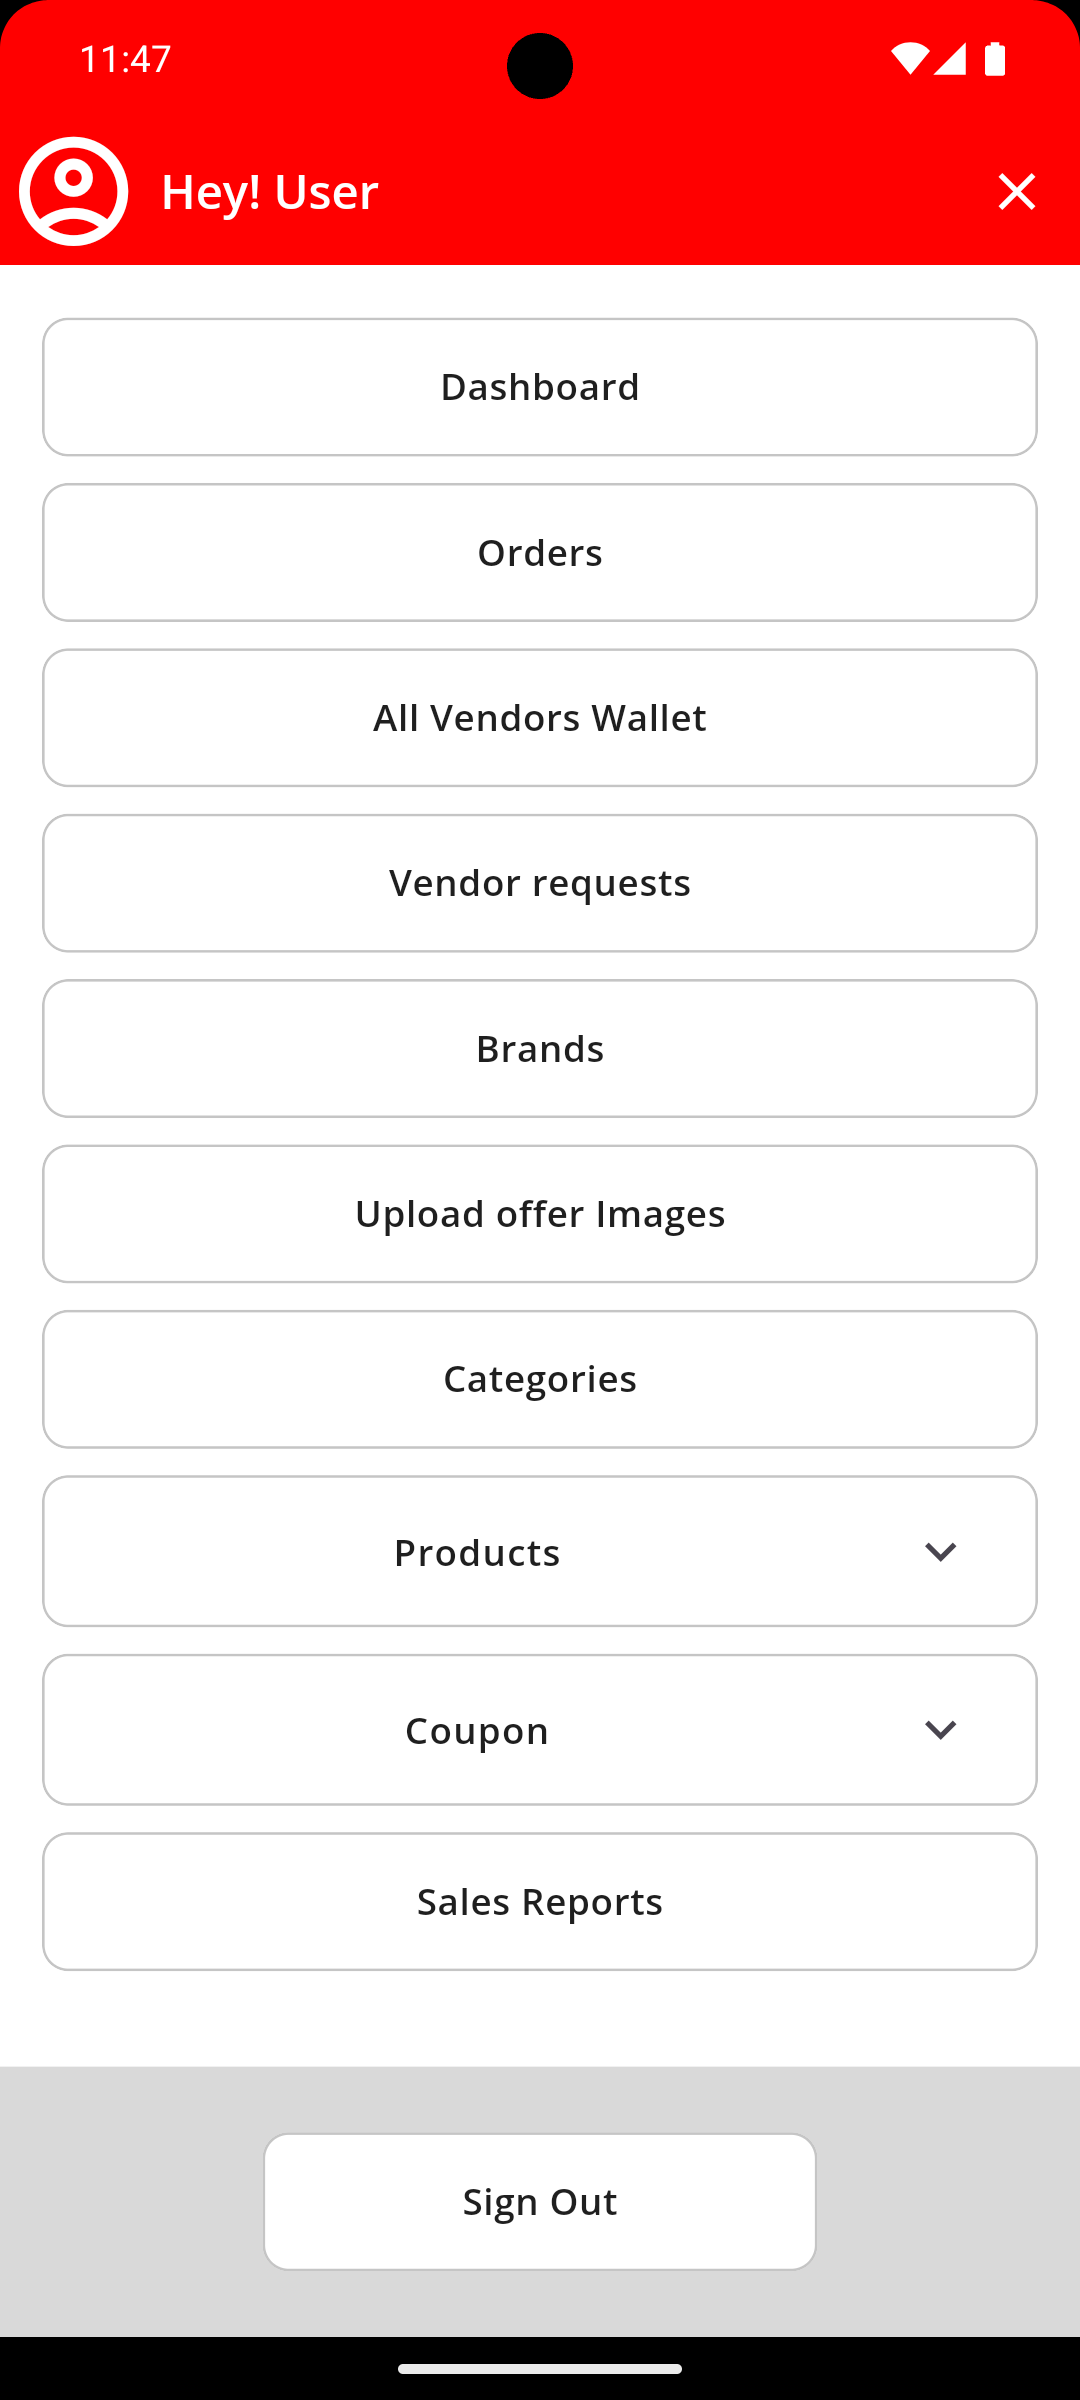 11:47
Hey! User
Dashboard
Orders
All Vendors Wallet
Vendor requests
Brands
Upload offer Images
Categories
Products
Coupon
Sales Reports
Sign Out